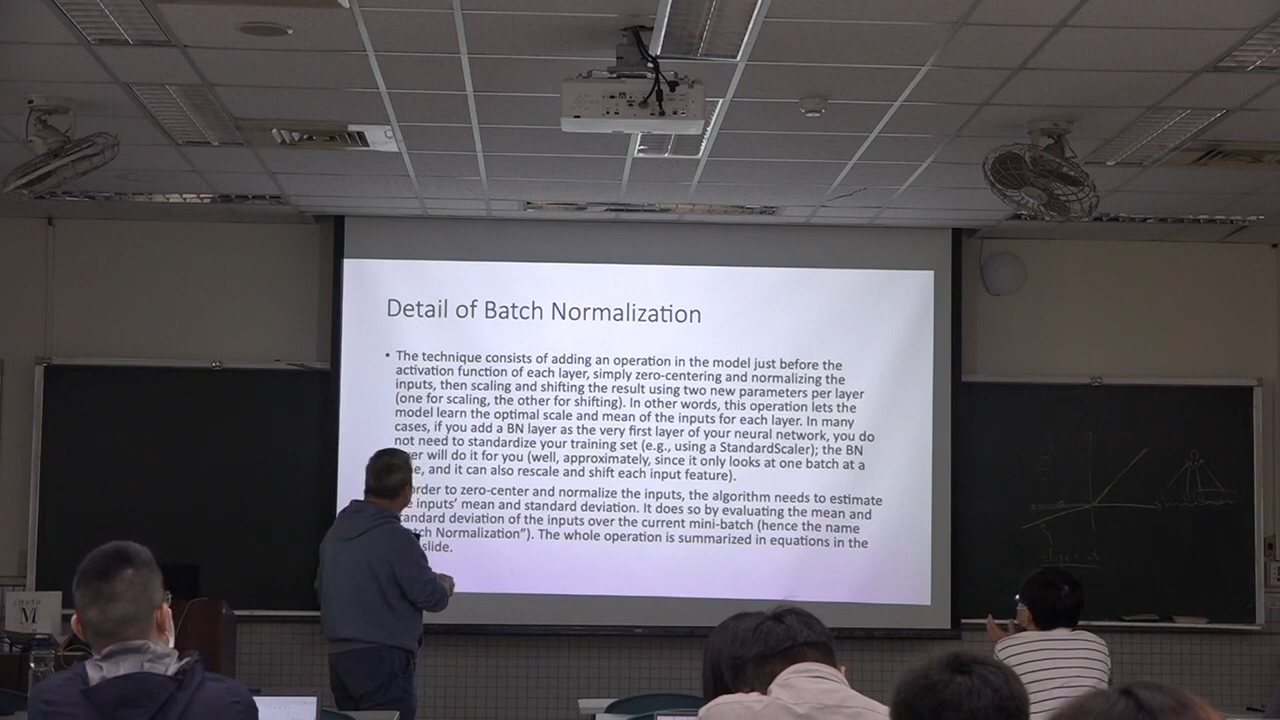 Detail of Batch Normalization
• The technique consists of adding an operation in the model just before the
activation function of each layer, simply zero-centering and normalizing the
inputs, then scaling and shifting the result using two new parameters per layer
(one for scaling, the other for shifting). In other words, this operation lets the
model learn the optimal scale and mean of the inputs for each layer. In many
cases, if you add a BN layer as the very first layer of your neural network, you do
not need to standardize your training set (e.g., using a StandardScaler); the BN
will do it for you (well, approximately, since it only looks at one batch at a
and it can also rescale and shift each input feature).
order to zero-center and normalize the inputs, the algorithm needs to estimate
inputs' mean and standard deviation. It does so by evaluating the mean and
deviation of the inputs over the current mini-batch (hence the name
Normalization"). The whole operation is summarized in equations in the
slide.
M